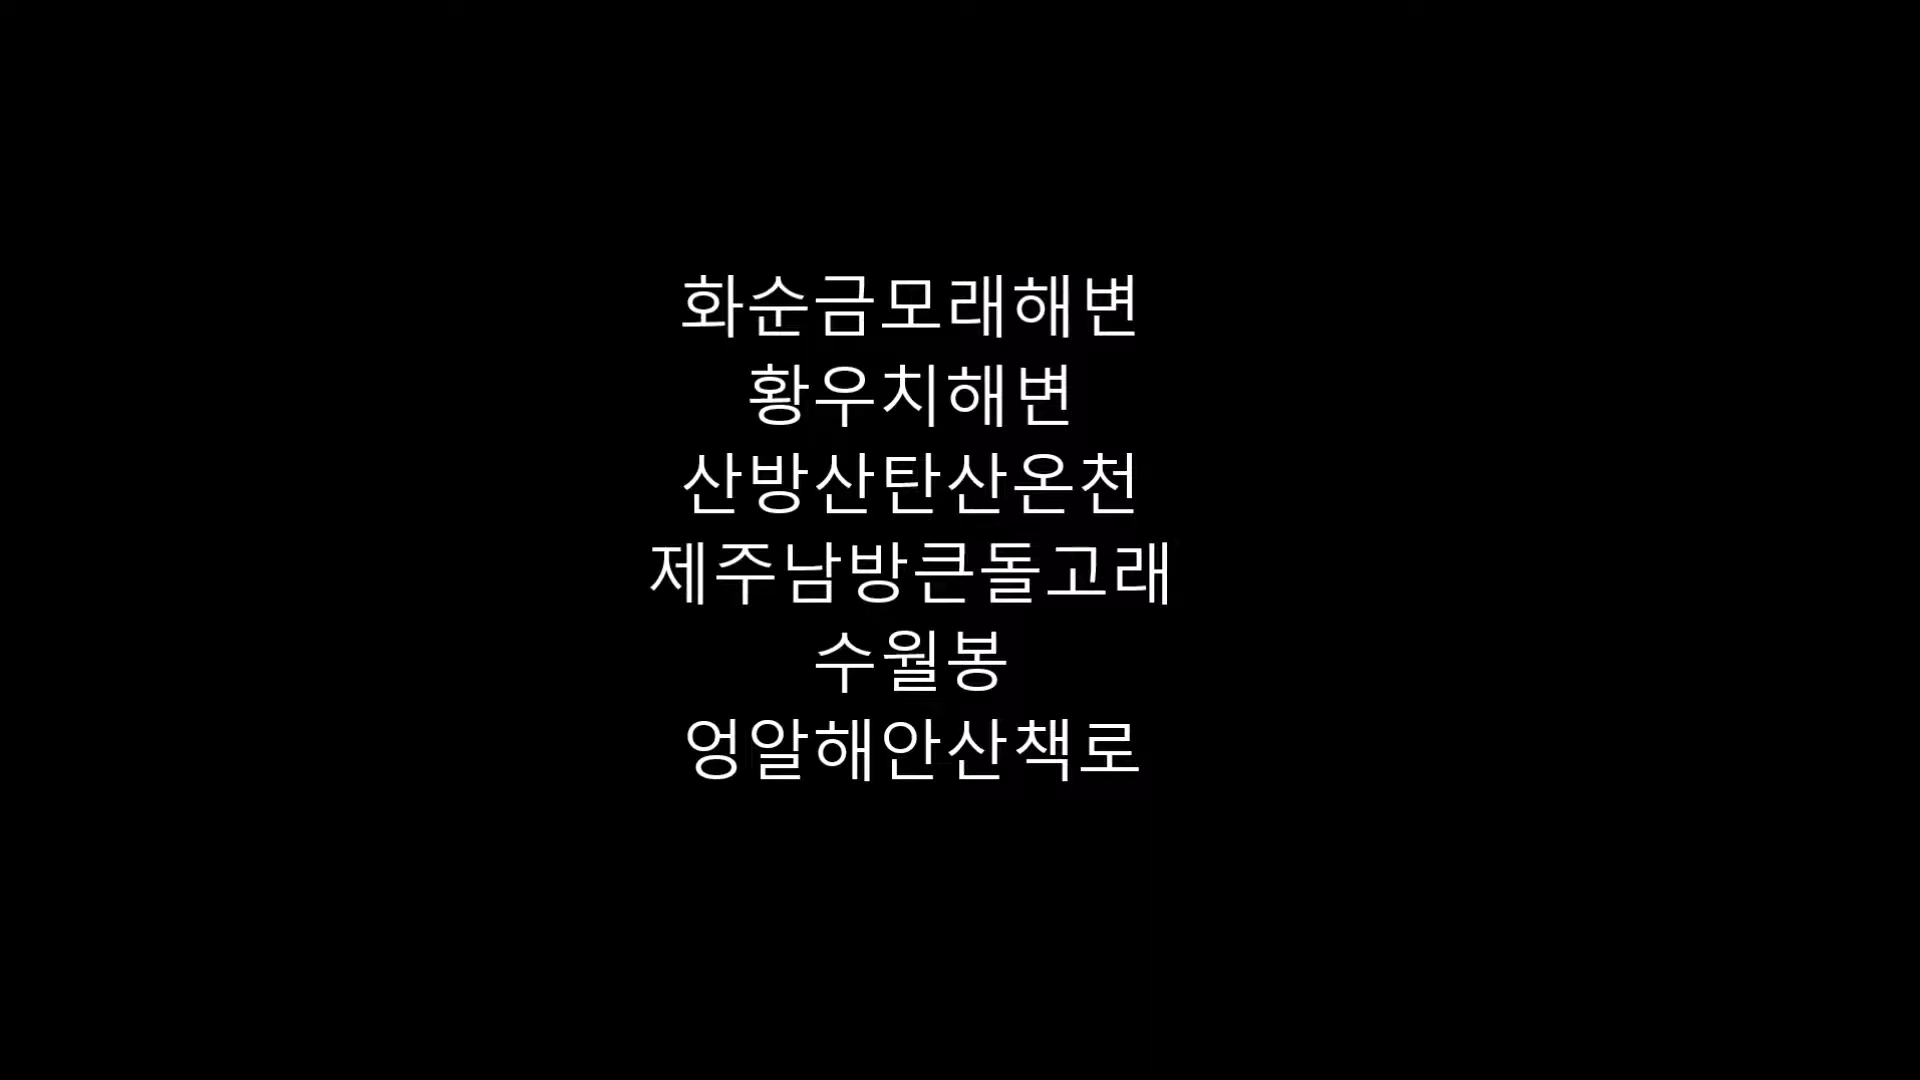 화순금모래해변
황우치해변
산방산탄산온천
제주남방큰돌고래
수월봉
엉알해안산책로